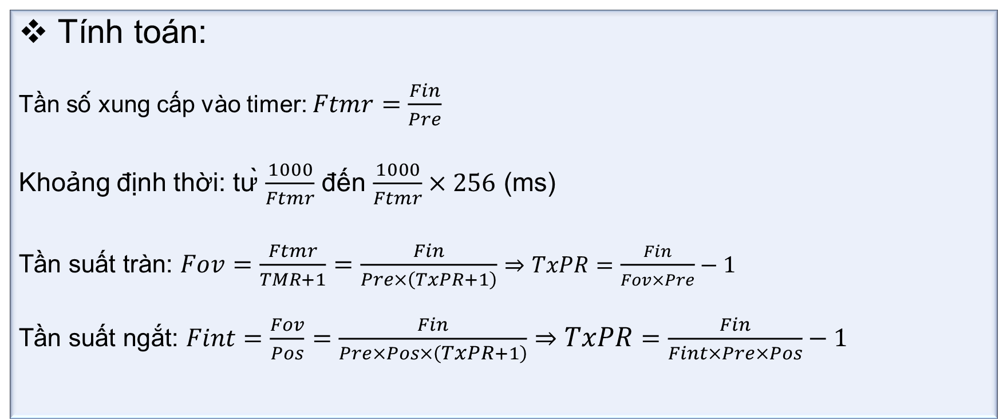 ❖ Tính toán:
Tần số xung cấp vào timer: $Ftmr = \frac{Fin}{Pre}$
Khoảng định thời: từ $\frac{1000}{Ftmr}$ đến $\frac{1000}{Ftmr} \times 256$ (ms)
Tần suất tràn: $Fov = \frac{Ftmr}{TMR+1} = \frac{Fin}{Pre \times (TxPR+1)} \Rightarrow TxPR = \frac{Fin}{Fov \times Pre} - 1$
Tần suất ngắt: $Fint = \frac{Fov}{Pos} = \frac{Fin}{Pre \times Pos \times (TxPR+1)} \Rightarrow TxPR = \frac{Fin}{Fint \times Pre \times Pos} - 1$